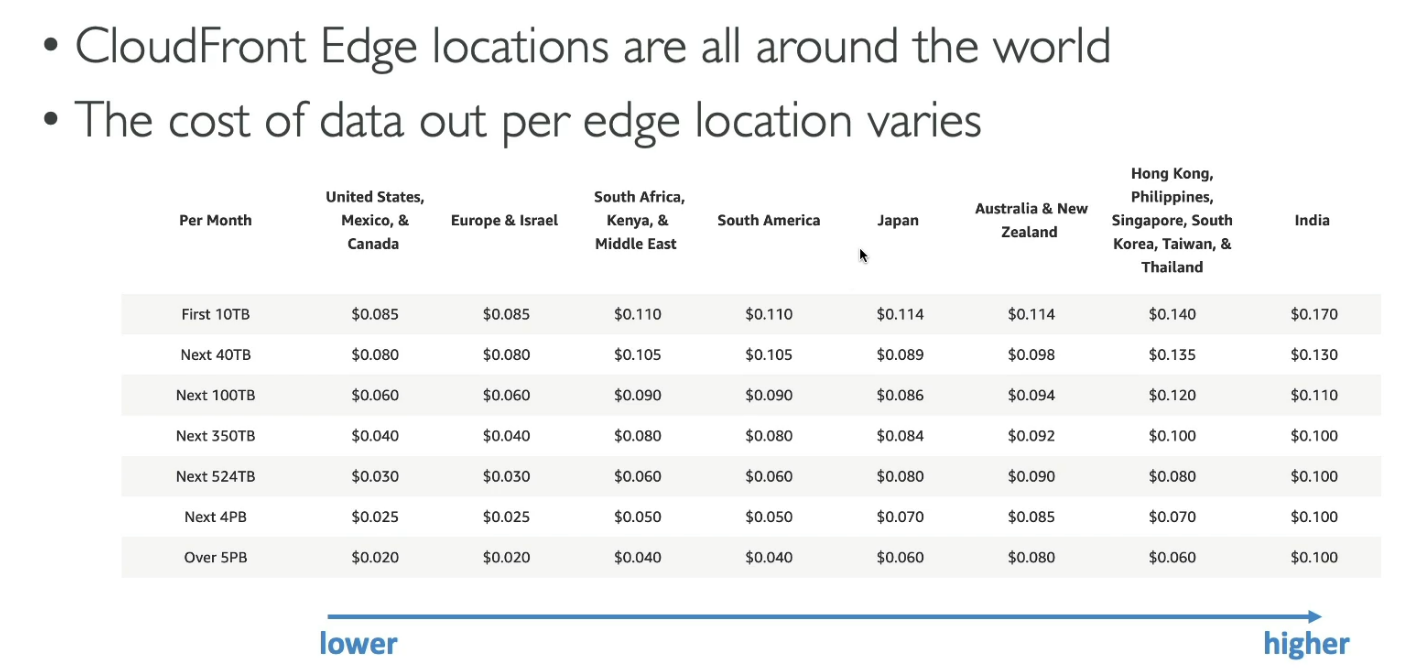 • CloudFront Edge locations are all around the world
• The cost of data out per edge location varies
Per Month United States, Mexico, & Canada Europe & Israel South Africa, Kenya, & Middle East South America Japan Australia & New Zealand Hong Kong, Philippines, Singapore, South Korea, Taiwan, & Thailand India
First 10TB $0.085 $0.085 $0.110 $0.110 $0.114 $0.114 $0.140 $0.170
Next 40TB $0.080 $0.080 $0.105 $0.105 $0.089 $0.098 $0.135 $0.130
Next 100TB $0.060 $0.060 $0.090 $0.090 $0.086 $0.094 $0.120 $0.110
Next 350TB $0.040 $0.040 $0.080 $0.080 $0.084 $0.092 $0.100 $0.100
Next 524TB $0.030 $0.030 $0.060 $0.060 $0.080 $0.090 $0.080 $0.100
Next 4PB $0.025 $0.025 $0.050 $0.050 $0.070 $0.085 $0.070 $0.100
Over 5PB $0.020 $0.020 $0.040 $0.040 $0.060 $0.080 $0.060 $0.100
lower higher